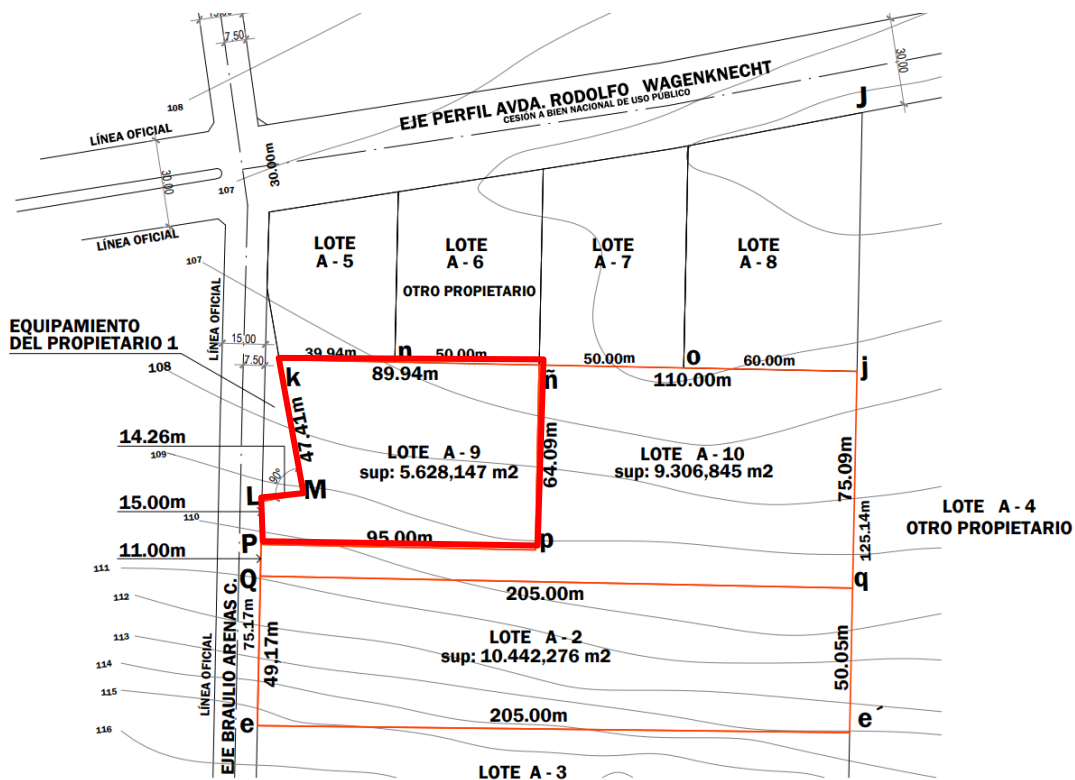 15.00
7.50
108
LÍNEA OFICIAL
EJE PERFIL AVDA. RODOLFO WAGENKNECHT
CESIÓN A BIEN NACIONAL DE USO PÚBLICO
30.00
J
30.00
107
30.00m
LÍNEA OFICIAL
107
LOTE
A - 5
LOTE
A - 6
OTRO PROPIETARIO
LOTE
A - 7
LOTE
A - 8
LÍNEA OFICIAL
EQUIPAMIENTO
DEL PROPIETARIO 1
15.00
7.50
108
39.94m
n
50.00m
50.00m
o
60.00m
j
k
89.94m
ñ
110.00m
47.41m
14.26m
109
90º
LOTE A - 9
sup: 5.628,147 m2
64.09m
LOTE A - 10
sup: 9.306,845 m2
75.09m
L
M
15.00m
110
LOTE A - 4
OTRO PROPIETARIO
125.14m
P
95.00m
p
11.00m
111
Q
205.00m
q
112
113
114
115
116
LÍNEA OFICIAL
EJE BRAULIO ARENAS C.
75.17m
49.17m
LOTE A - 2
sup: 10.442,276 m2
50.05m
e
205.00m
e´
LOTE A - 3